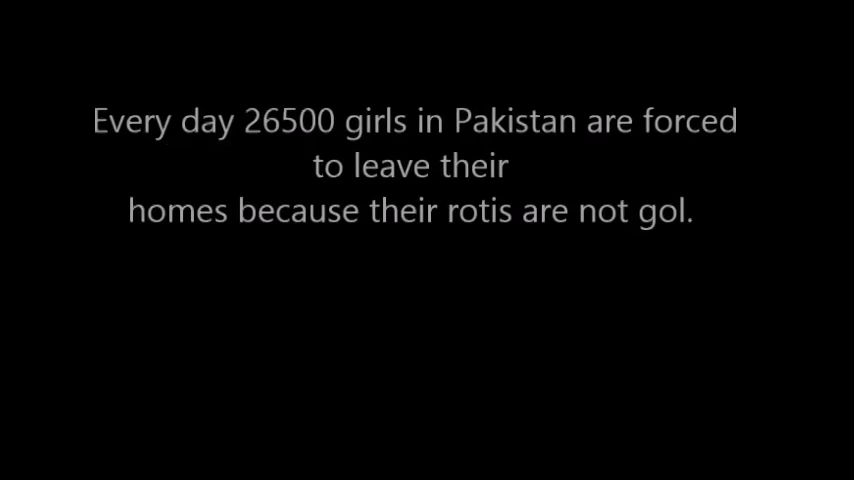 Every day 26500 girls in Pakistan are forced
to leave their
homes because their rotis are not gol.